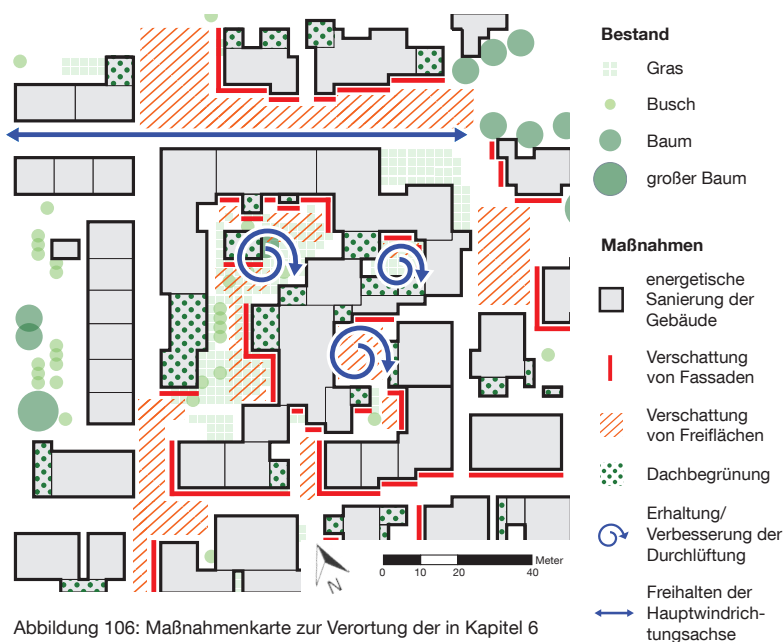 Bestand
Gras
Busch
Baum
großer Baum
Maßnahmen
energetische
Sanierung der
Gebäude
Verschattung
von Fassaden
Verschattung
von Freiflächen
Dachbegrünung
Erhaltung/
Verbesserung der
Durchlüftung
Freihalten der
Hauptwindrich-
tungsachse
N
Meter
0 10 20 40
Abbildung 106: Maßnahmenkarte zur Verortung der in Kapitel 6